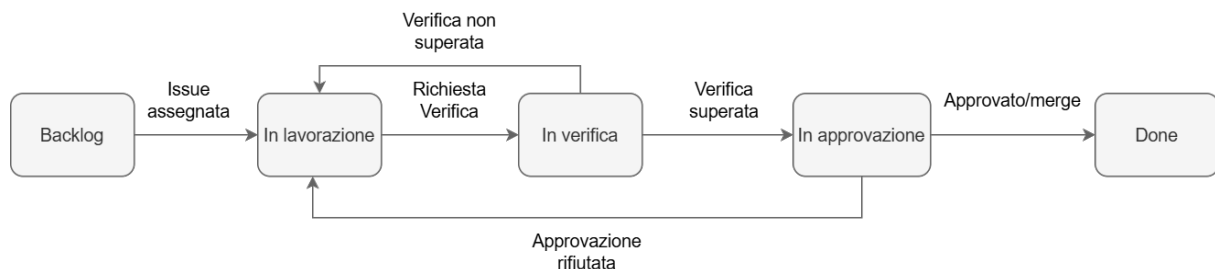 Verifica non
superata
Issue
assegnata
Richiesta
Verifica
Verifica
superata
Approvato/merge
Backlog
In lavorazione
In verifica
In approvazione
Done
Approvazione
rifiutata